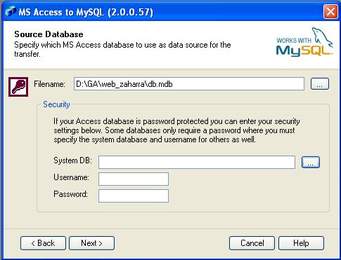 MS Access to MySQL (2.0.0.57)
Source Database
Specify which MS Access database to use as data source for the
transfer.
WORKS WITH
MySQL
Filename: D:\GA\web_zaharra\db.mdb ...
Security
If your Access database is password protected you can enter your security
settings below. Some databases only require a password where you must
specify the system database and username for others as well.
System DB: ...
Username:
Password:
< Back Next > Cancel Help